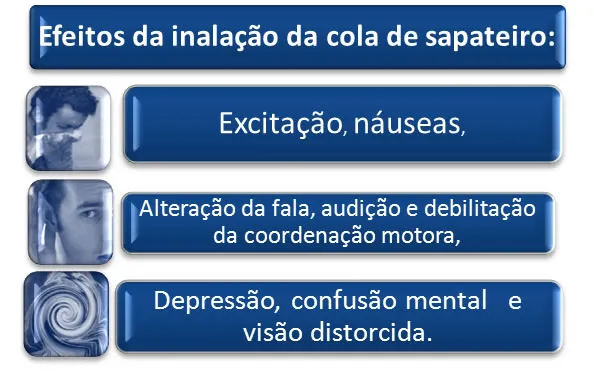 Efeitos da inalação da cola de sapateiro:
Excitação, náuseas,
Alteração da fala, audição e debilitação
da coordenação motora,
Depressão, confusão mental e
visão distorcida.